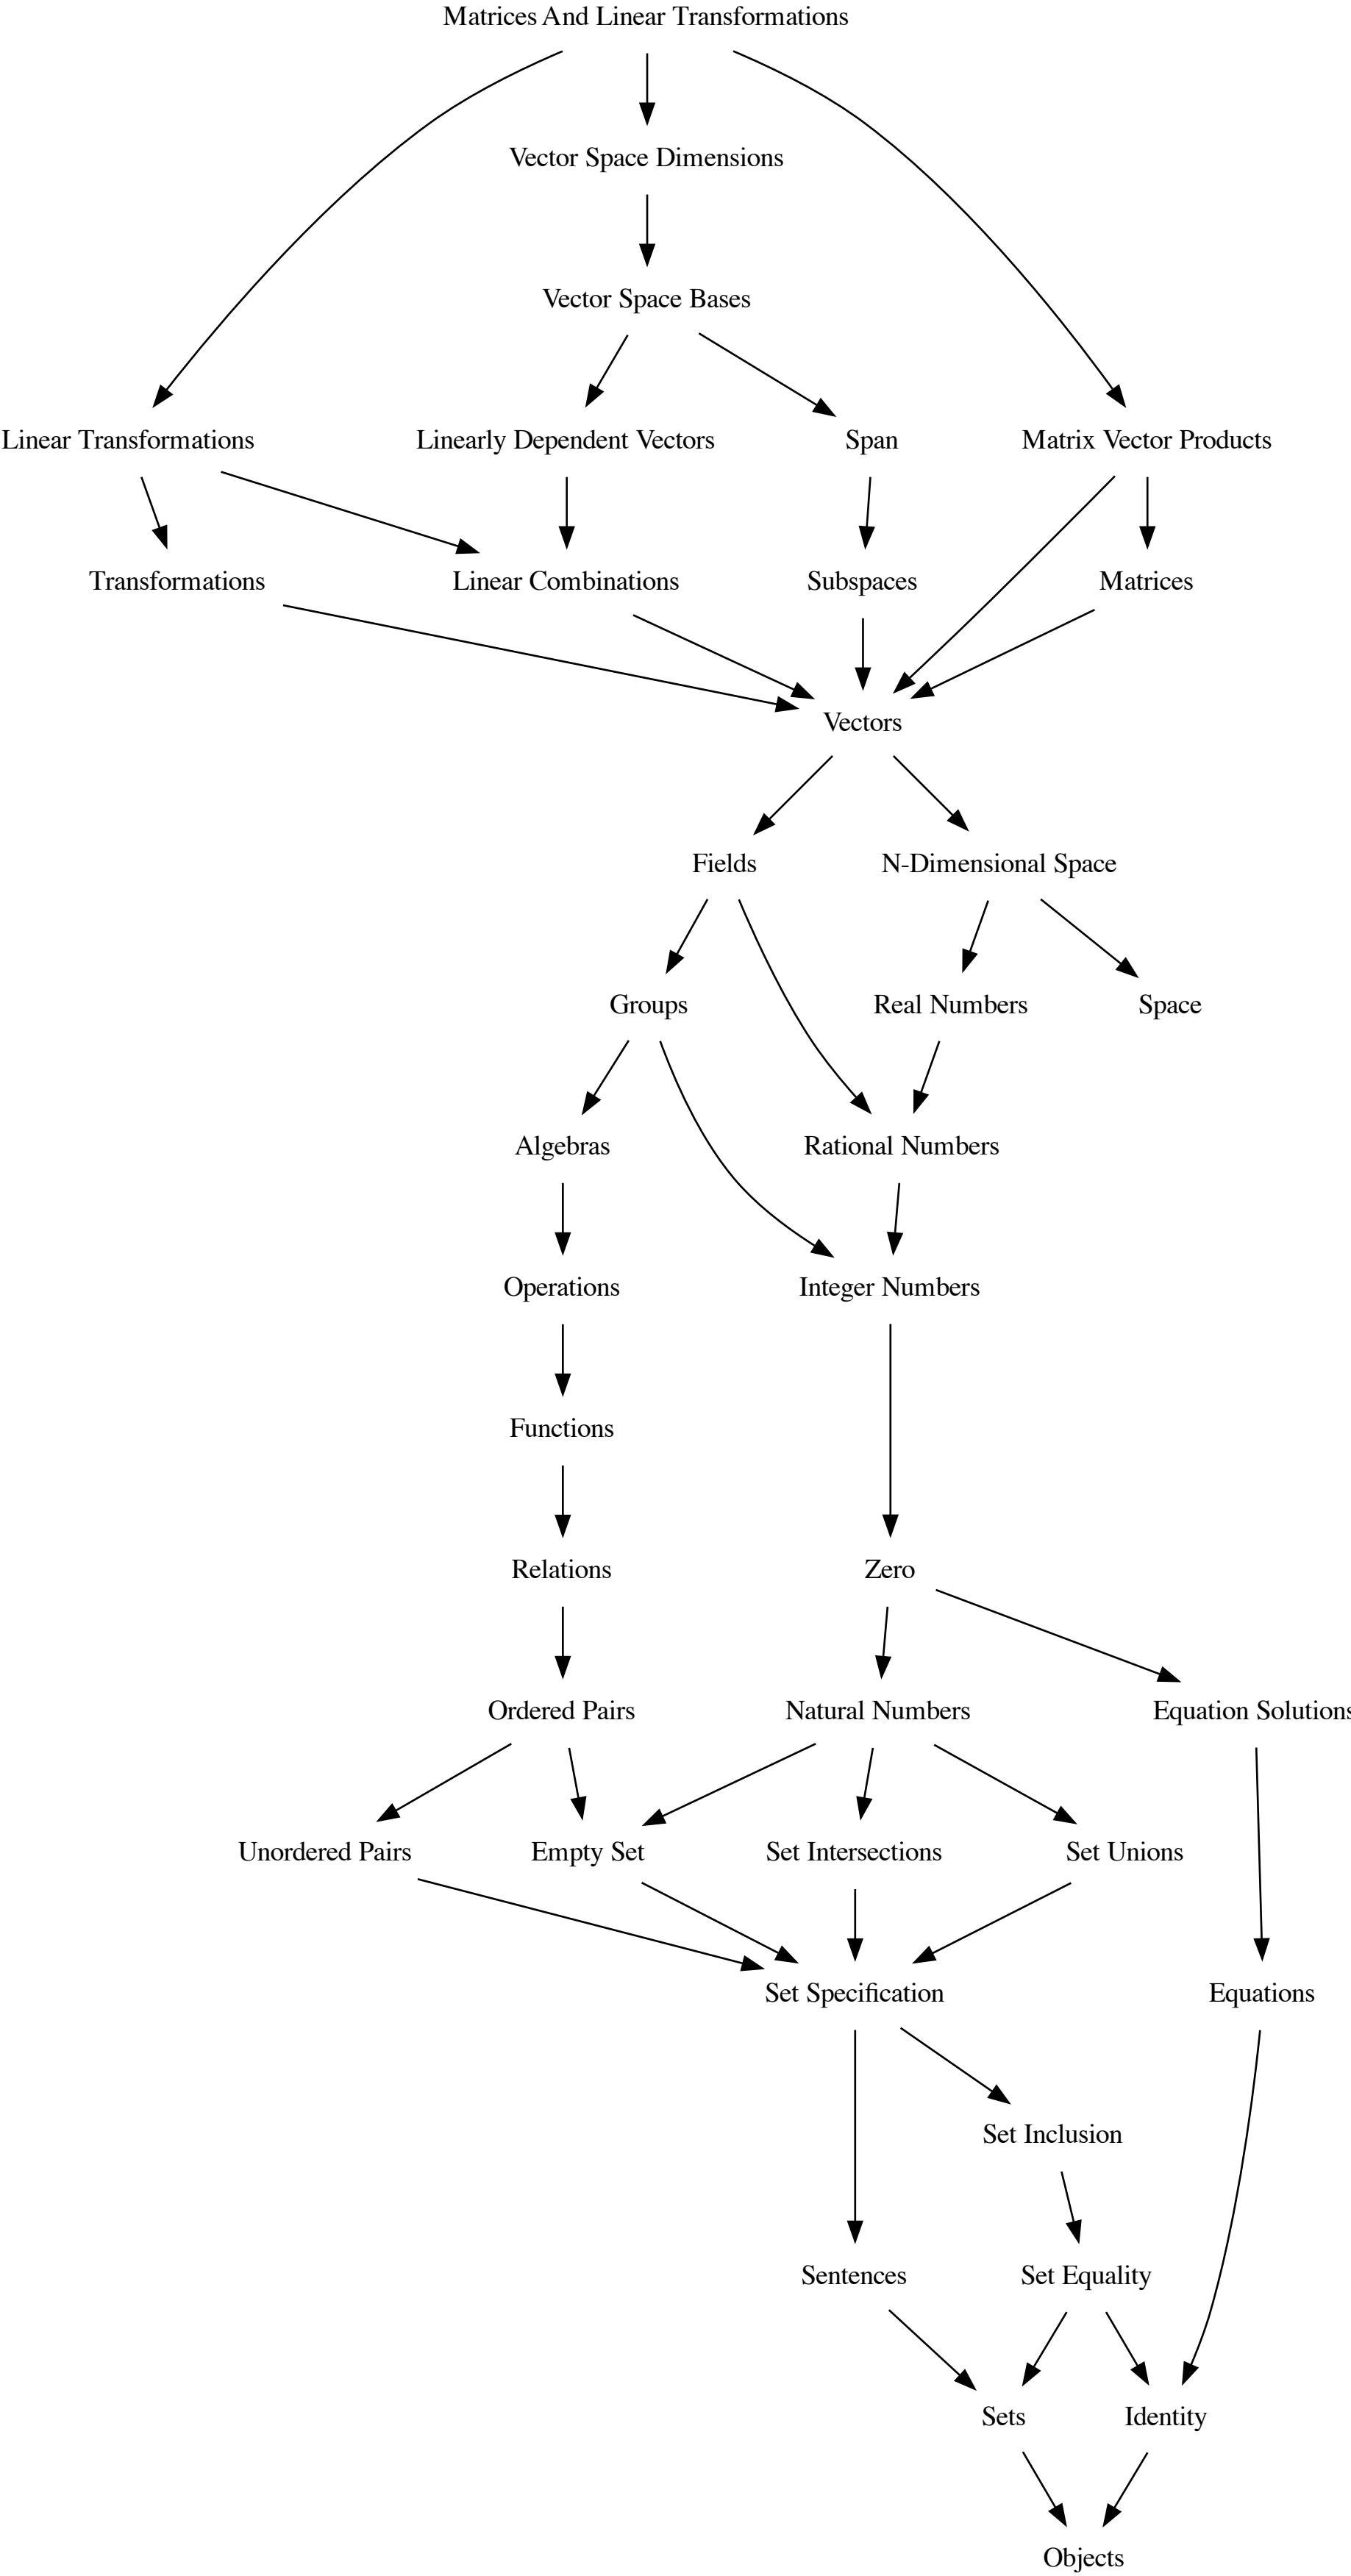 Matrices And Linear Transformations
Vector Space Dimensions
Vector Space Bases
Linear Transformations
Linearly Dependent Vectors
Span
Matrix Vector Products
Transformations
Linear Combinations
Subspaces
Matrices
Vectors
Fields
N-Dimensional Space
Groups
Real Numbers
Space
Algebras
Rational Numbers
Operations
Integer Numbers
Functions
Relations
Zero
Ordered Pairs
Natural Numbers
Equation Solutions
Unordered Pairs
Empty Set
Set Intersections
Set Unions
Set Specification
Equations
Set Inclusion
Sentences
Set Equality
Sets
Identity
Objects